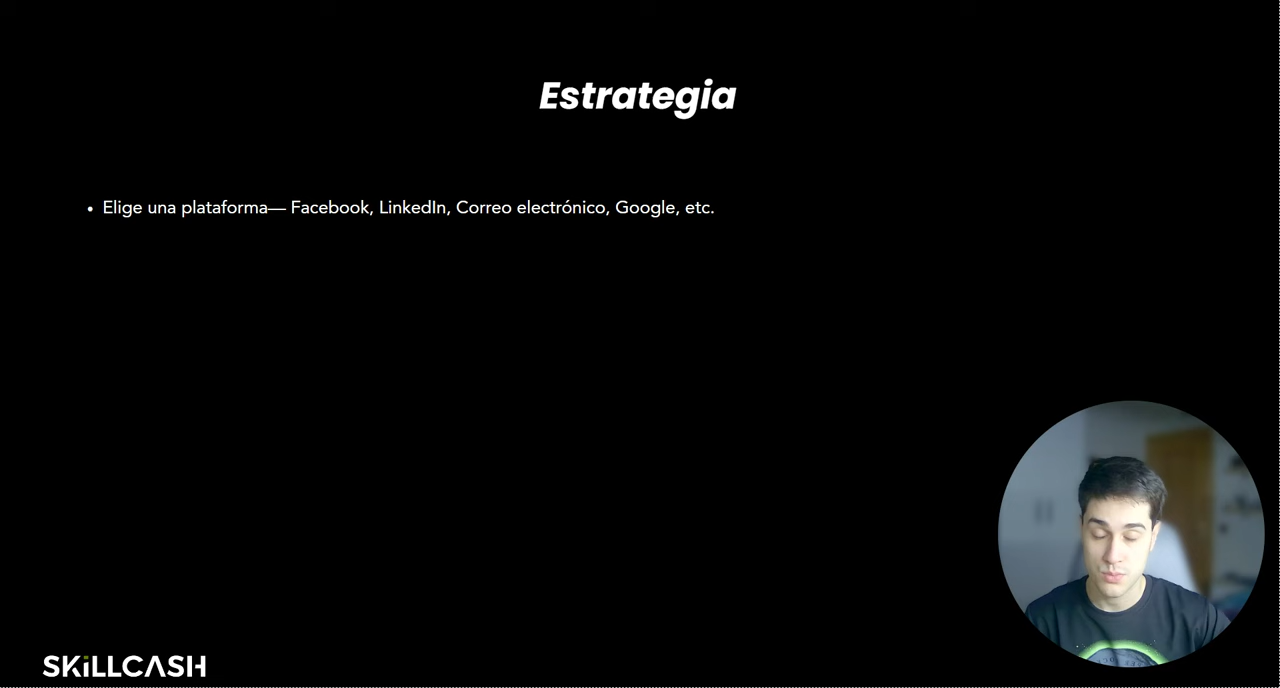 Estrategia
• Elige una plataforma— Facebook, LinkedIn, Correo electrónico, Google, etc.
SKiLLCASH